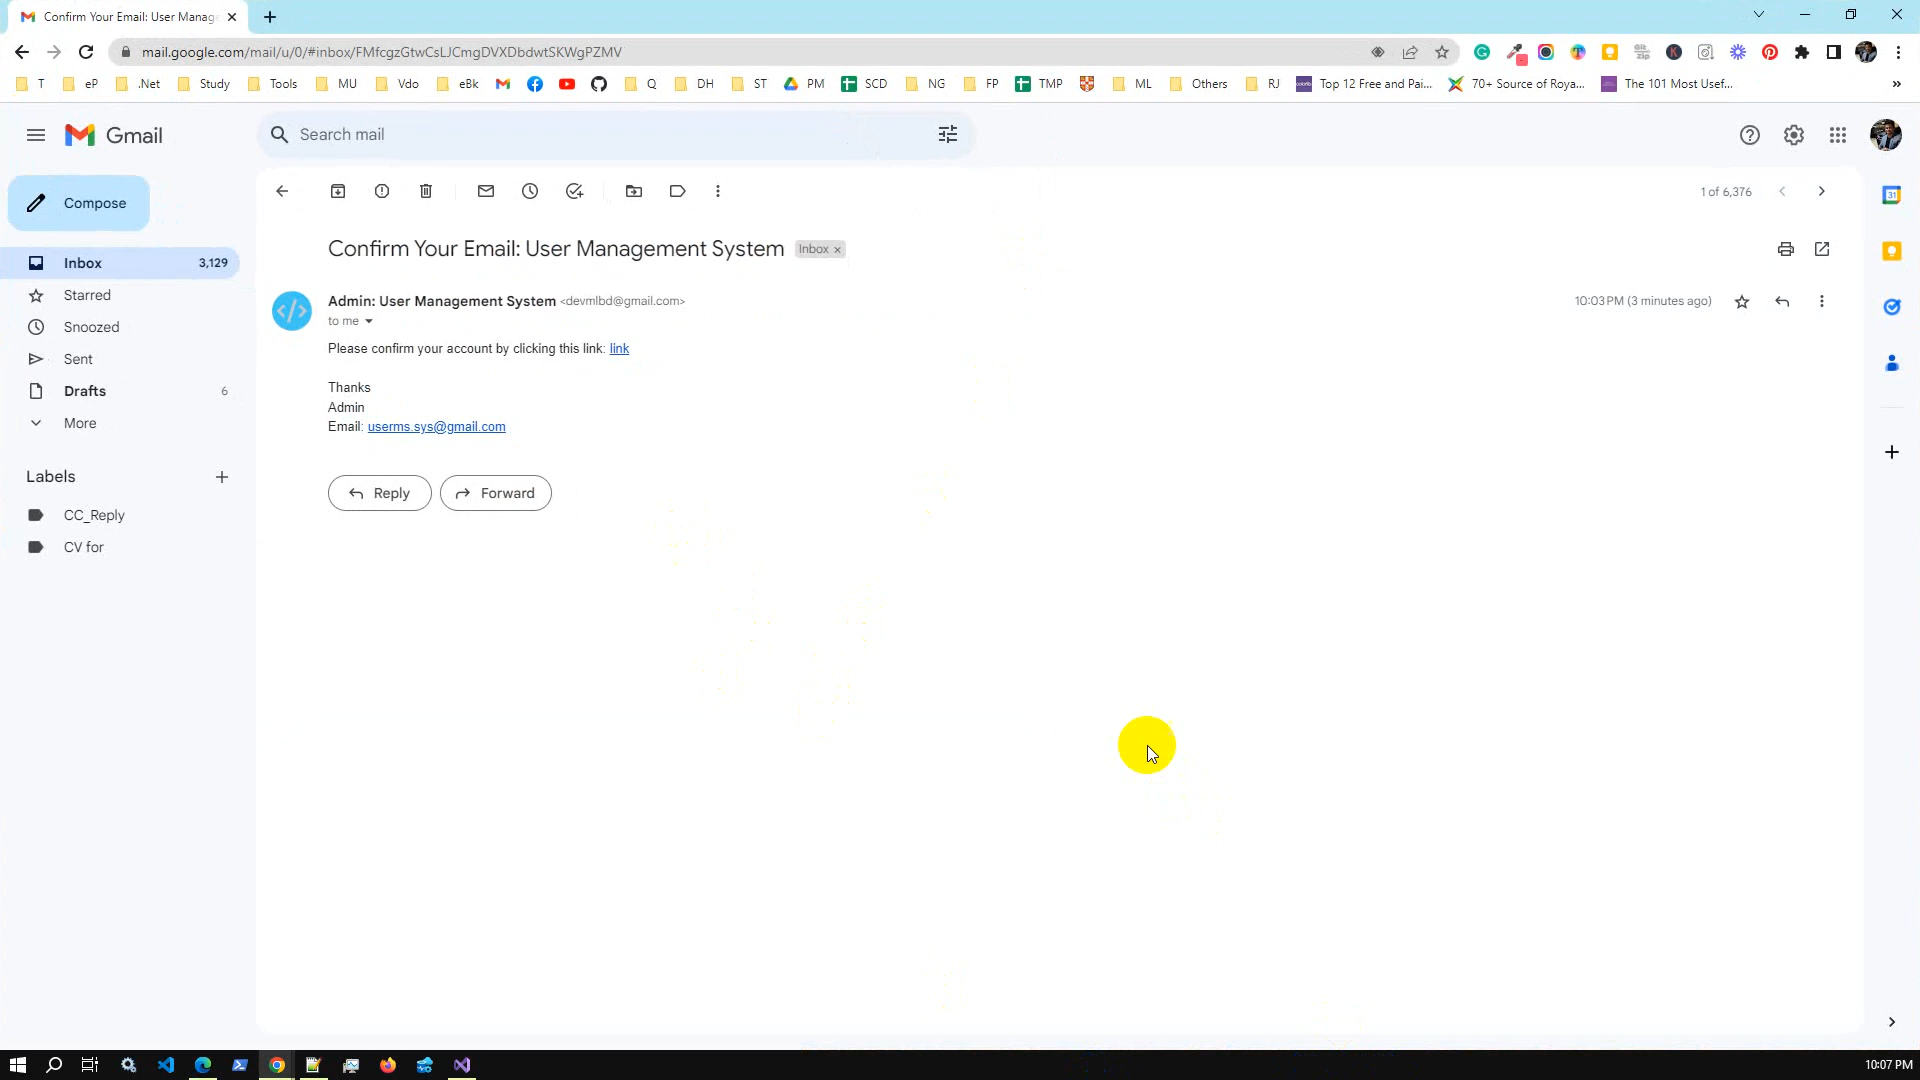 Confirm Your Email: User Manage
mail.google.com/mail/u/0/#inbox/FMfcgzGtwCsLJCmgDVXDbdwtSKWgPZMV
T eP .Net Study Tools MU Vdo eBk Q DH ST PM SCD NG FP TMP ML Others RJ Top 12 Free and Pai... 70+ Source of Roya... The 101 Most Usef... »
Gmail
Search mail
Compose
1 of 6,376
Inbox 3,129
Starred
Snoozed
Sent
Drafts 6
More
Labels
CC_Reply
CV for
Confirm Your Email: User Management System Inbox ×
Admin: User Management System <devmlbd@gmail.com> 10:03 PM (3 minutes ago)
to me
Please confirm your account by clicking this link: link
Thanks
Admin
Email: userms.sys@gmail.com
Reply Forward
31
10:07 PM